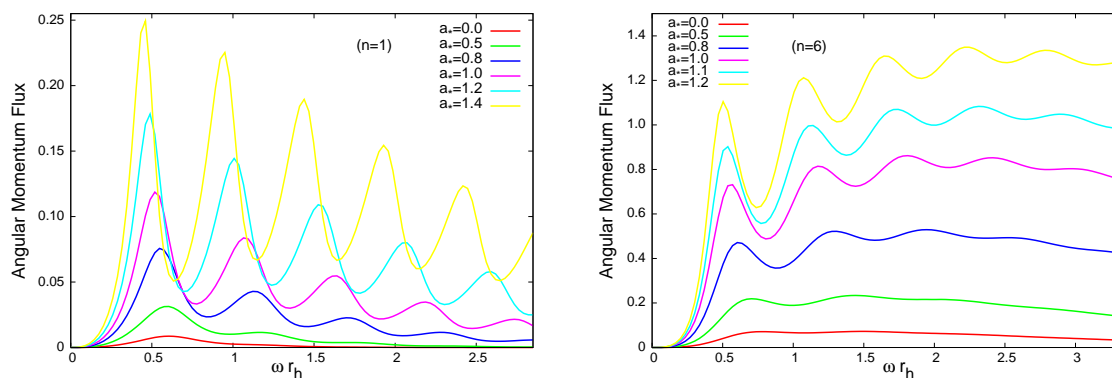 0.25
0.20
0.15
0.10
0.05
0.00
Angular Momentum Flux
0
0.5
1
1.5
2
2.5
ω r_h
(n=1)
a*=0.0
a*=0.5
a*=0.8
a*=1.0
a*=1.2
a*=1.4
1.4
1.2
1.0
0.8
0.6
0.4
0.2
0.0
Angular Momentum Flux
0
0.5
1
1.5
2
2.5
3
ω r_h
a*=0.0
a*=0.5
a*=0.8
a*=1.0
a*=1.1
a*=1.2
(n=6)